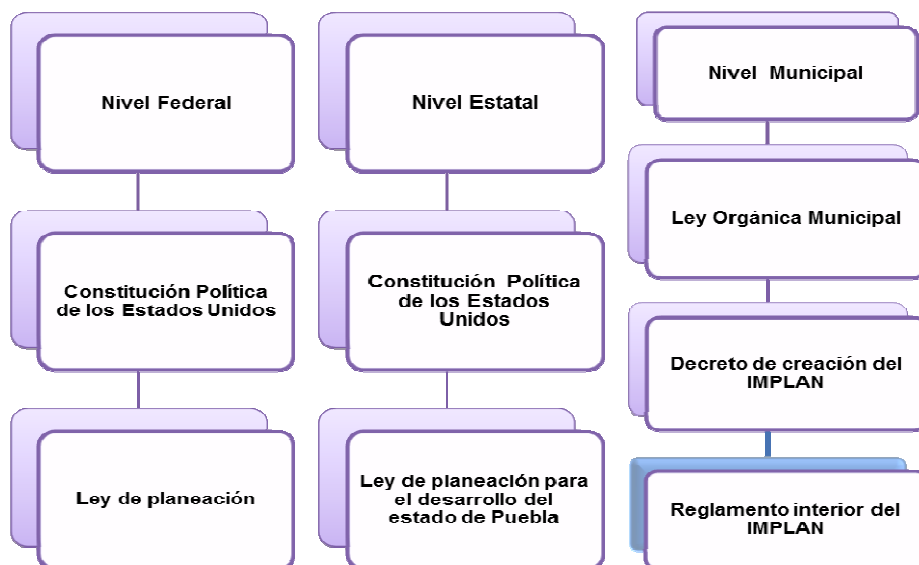 Nivel Federal
Constitución Política
de los Estados Unidos
Ley de planeación
Nivel Estatal
Constitución Política
de los Estados
Unidos
Ley de planeación para
el desarrollo del
estado de Puebla
Nivel Municipal
Ley Orgánica Municipal
Decreto de creación del
IMPLAN
Reglamento interior del
IMPLAN